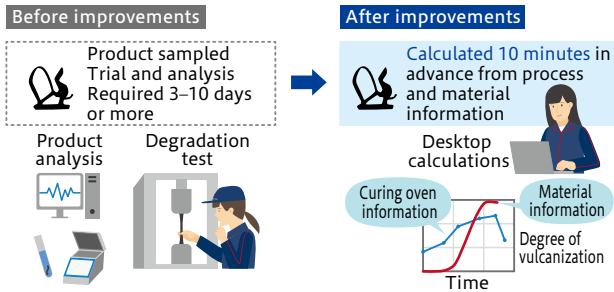 Before improvements
Product sampled
Trial and analysis
Required 3–10 days
or more
Product
analysis
Degradation
test
After improvements
Calculated 10 minutes in
advance from process
and material
information
Desktop
calculations
Curing oven
information
Material
information
Degree of
vulcanization
Time